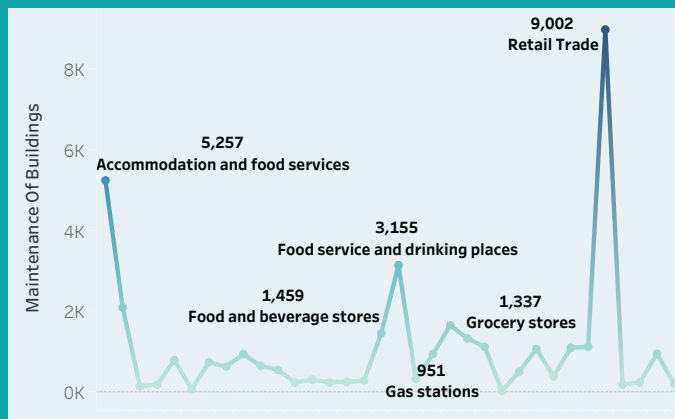 9,002
Retail Trade
8K
5,257
Accommodation and food services
6K
Maintenance Of Buildings
3,155
Food service and drinking places
4K
1,459
Food and beverage stores
1,337
Grocery stores
2K
951
Gas stations
0K